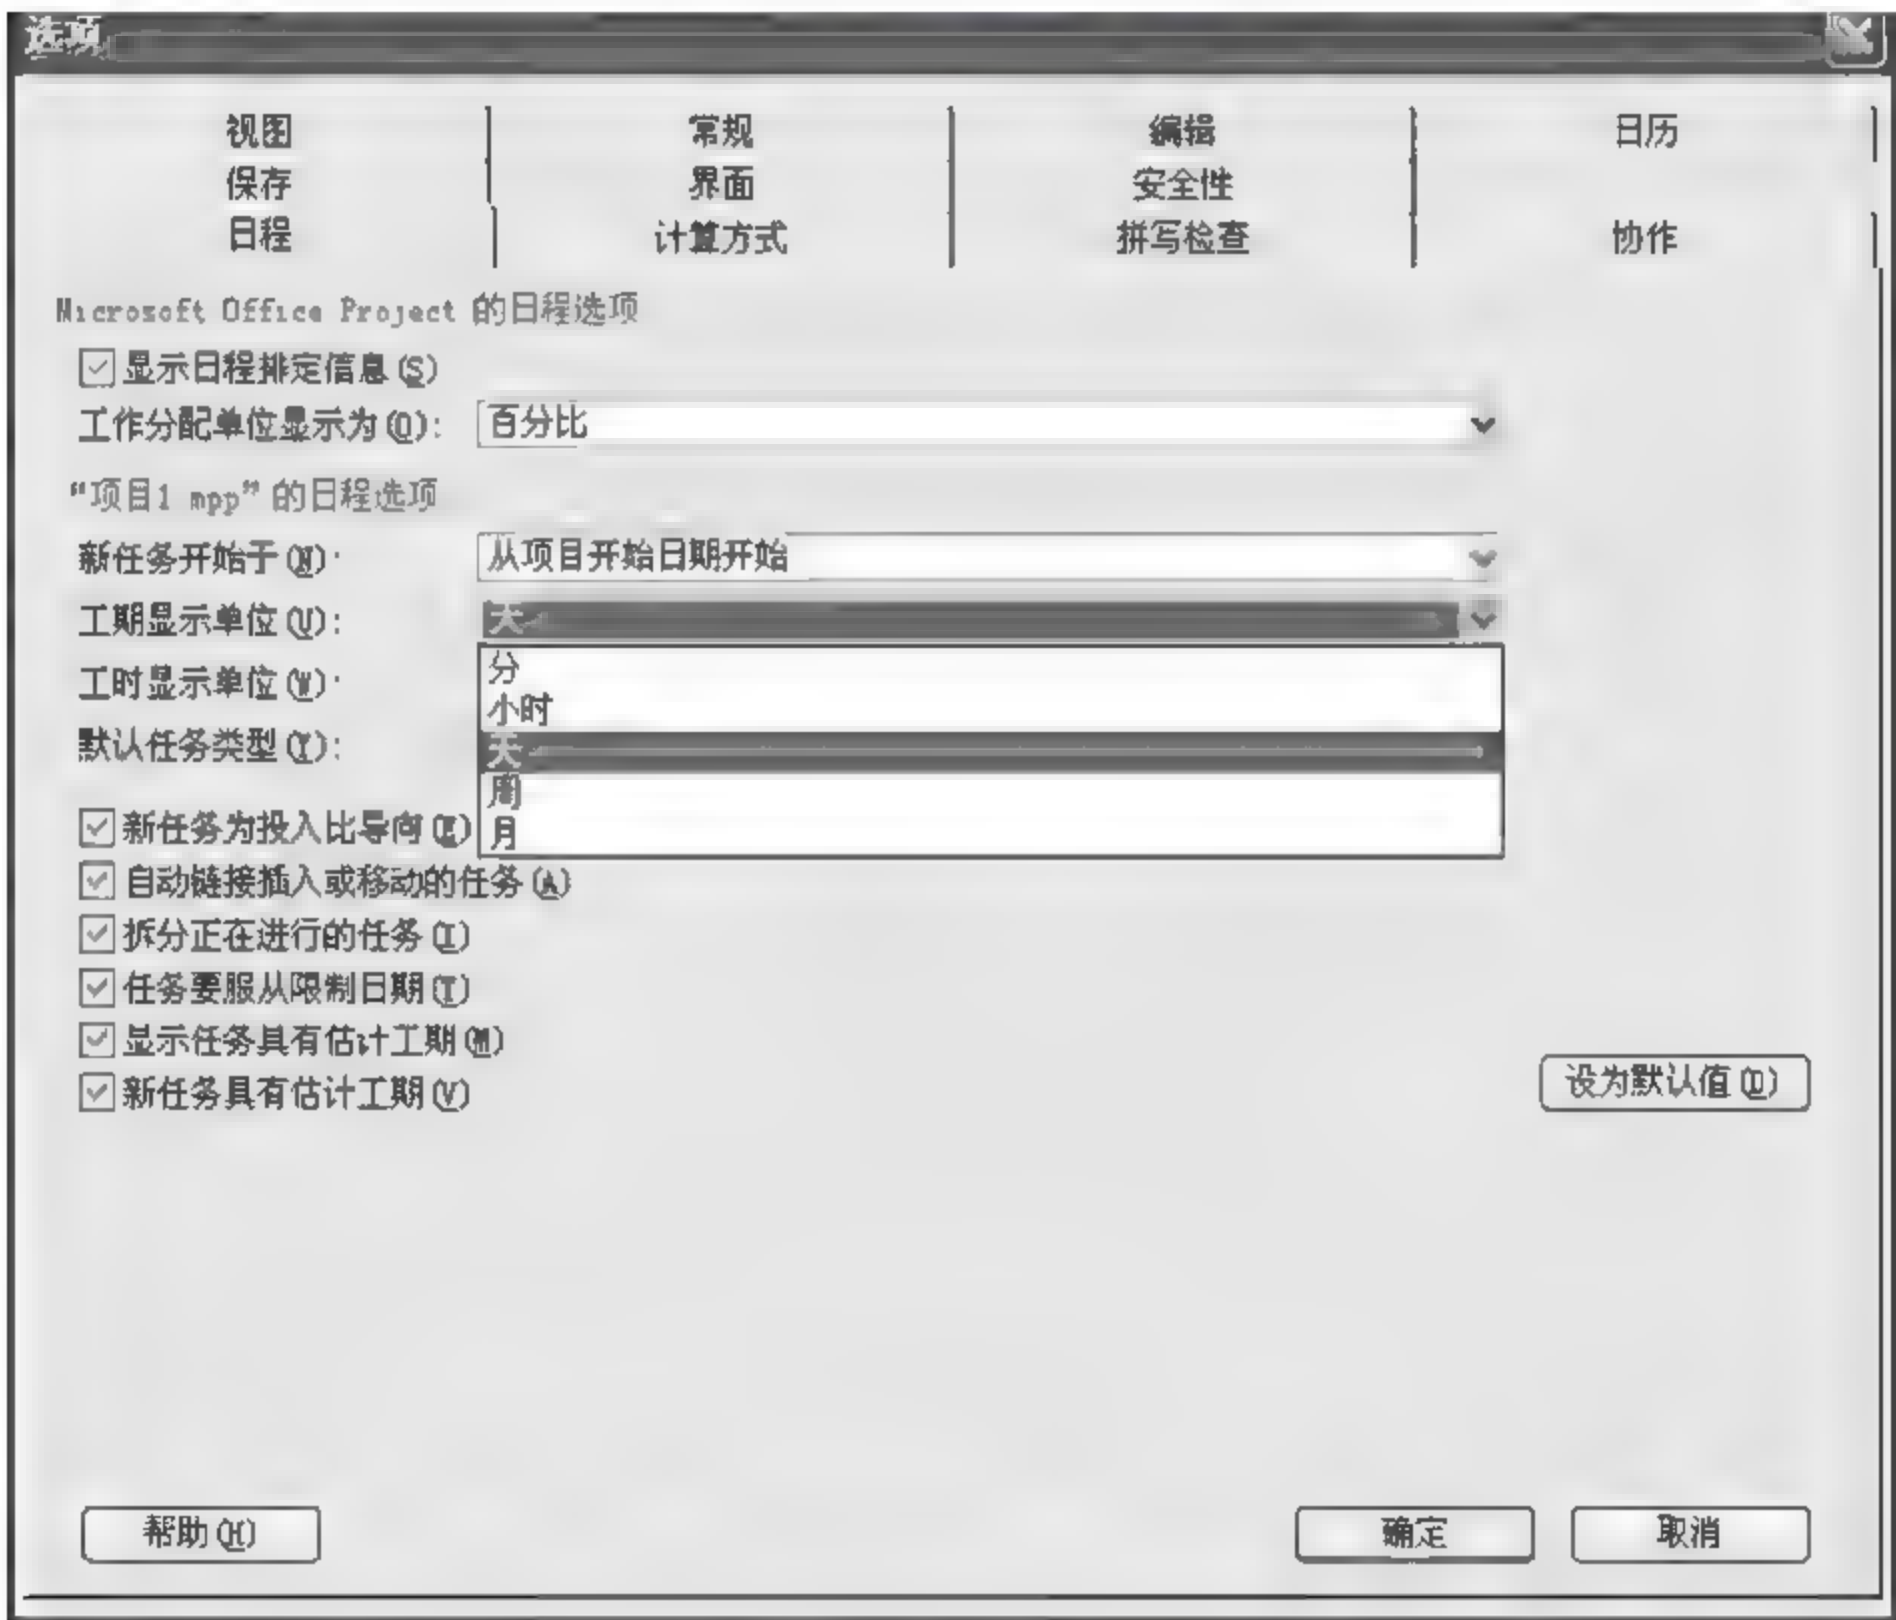 选项
视图 常规 编辑 日历
保存 界面 安全性
日程 计算方式 拼写检查 协作
Microsoft Office Project 的日程选项
显示日程排定信息(S)
工作分配单位显示为(O): 百分比
“项目1 mpp” 的日程选项
新任务开始于(N): 从项目开始日期开始
工期显示单位(U): 天
分
工时显示单位(W):
小时
默认任务类型(Y): 天
周
新任务为投入比导向(E)
月
自动链接插入或移动的任务(A)
拆分正在进行的任务(I)
任务要服从限制日期(T)
显示任务具有估计工期(M)
新任务具有估计工期(V)
设为默认值(D)
帮助(H) 确定 取消